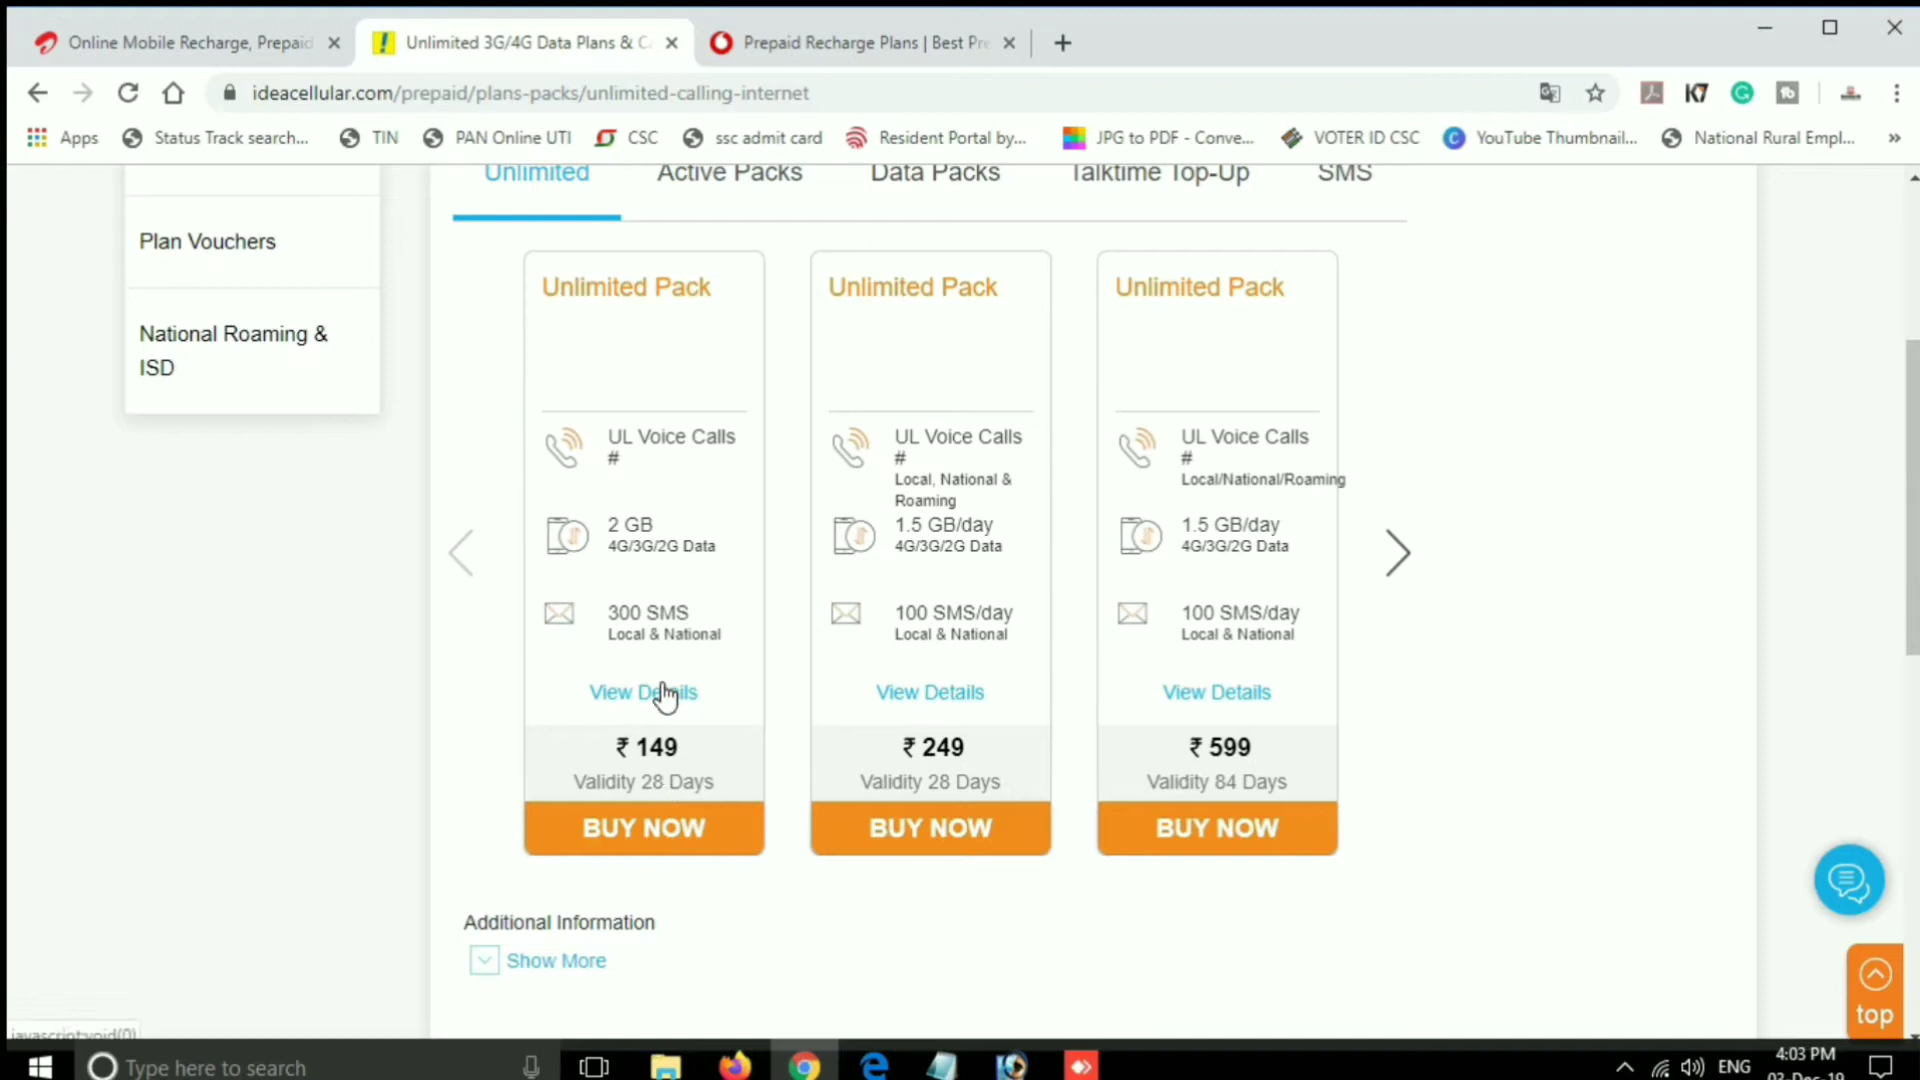 Online Mobile Recharge, Prepaid
Unlimited 3G/4G Data Plans & C
Prepaid Recharge Plans | Best Pre
ideacellular.com/prepaid/plans-packs/unlimited-calling-internet
K7
Apps
Status Track search...
TIN
PAN Online UTI
CSC
ssc admit card
Resident Portal by...
JPG to PDF - Conve...
VOTER ID CSC
YouTube Thumbnail...
National Rural Empl...
»
Unlimited
Active Packs
Data Packs
Talktime Top-Up
SMS
Plan Vouchers
National Roaming &
ISD
Unlimited Pack
UL Voice Calls
#
2 GB
4G/3G/2G Data
300 SMS
Local & National
View Details
₹ 149
Validity 28 Days
BUY NOW
Unlimited Pack
UL Voice Calls
#
Local, National &
Roaming
1.5 GB/day
4G/3G/2G Data
100 SMS/day
Local & National
View Details
₹ 249
Validity 28 Days
BUY NOW
Unlimited Pack
UL Voice Calls
#
Local/National/Roaming
1.5 GB/day
4G/3G/2G Data
100 SMS/day
Local & National
View Details
₹ 599
Validity 84 Days
BUY NOW
Additional Information
Show More
top
javascript:void(0)
Type here to search
ENG
4:03 PM
03-Dec-19